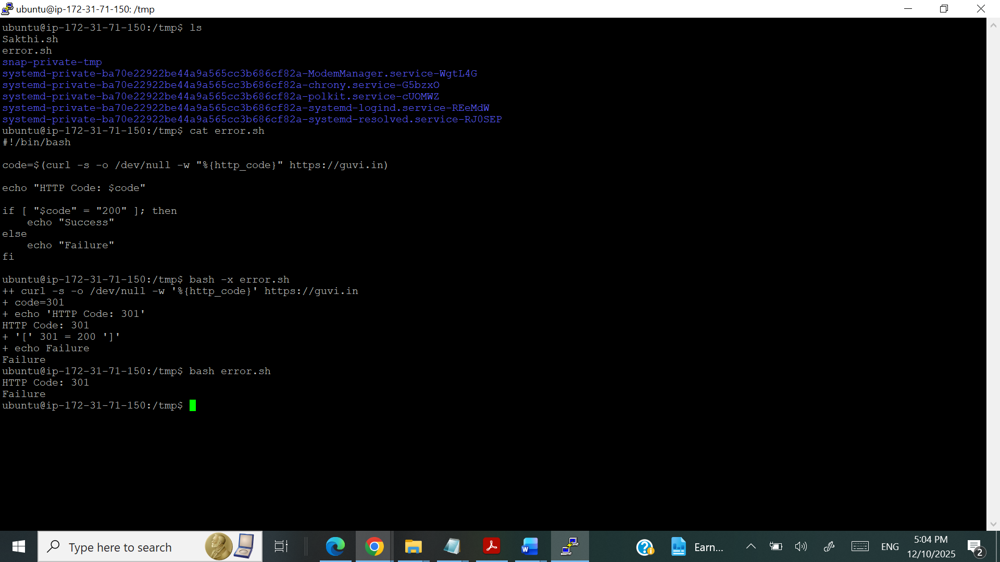 ubuntu@ip-172-31-71-150: /tmp
ubuntu@ip-172-31-71-150:/tmp$ ls
Sakthi.sh
error.sh
snap-private-tmp
systemd-private-ba70e22922be44a9a565cc3b686cf82a-ModemManager.service-WgtL4G
systemd-private-ba70e22922be44a9a565cc3b686cf82a-chrony.service-G5bzxO
systemd-private-ba70e22922be44a9a565cc3b686cf82a-polkit.service-cUOMWZ
systemd-private-ba70e22922be44a9a565cc3b686cf82a-systemd-logind.service-REeMdW
systemd-private-ba70e22922be44a9a565cc3b686cf82a-systemd-resolved.service-RJ0SEP
ubuntu@ip-172-31-71-150:/tmp$ cat error.sh
#!/bin/bash
code=$(curl -s -o /dev/null -w "%{http_code}" https://guvi.in)
echo "HTTP Code: $code"
if [ "$code" = "200" ]; then
    echo "Success"
else
    echo "Failure"
fi
ubuntu@ip-172-31-71-150:/tmp$ bash -x error.sh
++ curl -s -o /dev/null -w '%{http_code}' https://guvi.in
+ code=301
+ echo 'HTTP Code: 301'
HTTP Code: 301
+ '[' 301 = 200 ']'
+ echo Failure
Failure
ubuntu@ip-172-31-71-150:/tmp$ bash error.sh
HTTP Code: 301
Failure
ubuntu@ip-172-31-71-150:/tmp$
Type here to search
Earn...
ENG
5:04 PM
12/10/2025
2